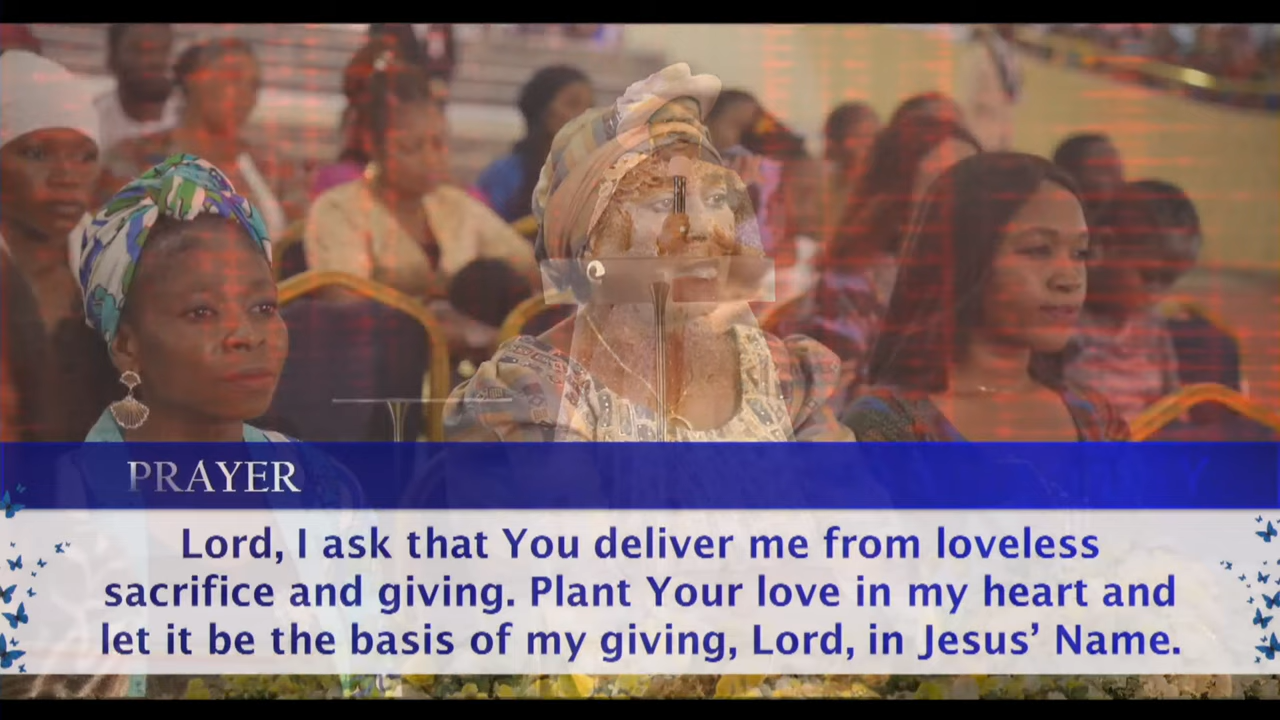 PRAYER
Lord, I ask that You deliver me from loveless
sacrifice and giving. Plant Your love in my heart and
let it be the basis of my giving, Lord, in Jesus’ Name.